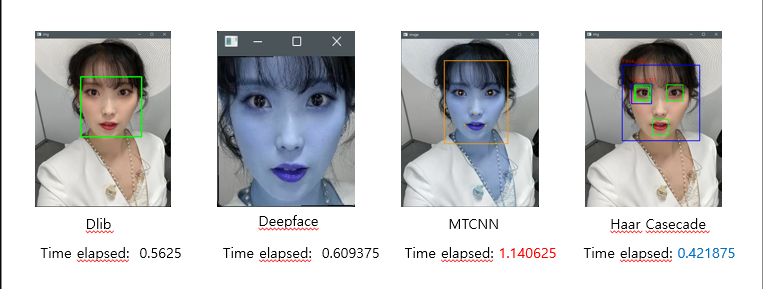 Dlib
Deepface
MTCNN
Haar Casecade
Time elapsed: 0.5625
Time elapsed: 0.609375
Time elapsed: 1.140625
Time elapsed: 0.421875